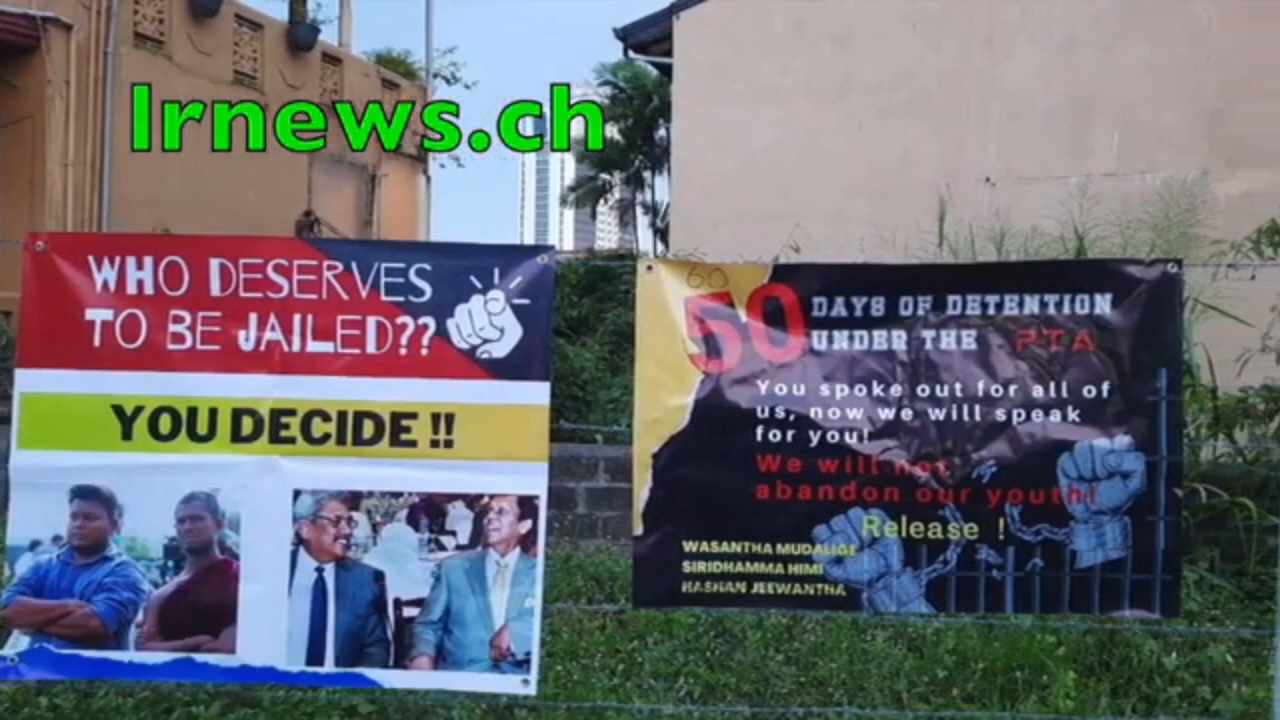 lrnews.ch
WHO DESERVES
TO BE JAILED??
YOU DECIDE !!
60
50 DAYS OF DETENTION
UNDER THE PTA
You spoke out for all of
us, now we will speak
for you!
We will not
abandon our youth!
Release !
WASANTHA MUDALIGE
SIRIDHAMMA HIMI
HASHAN JEEWANTHA